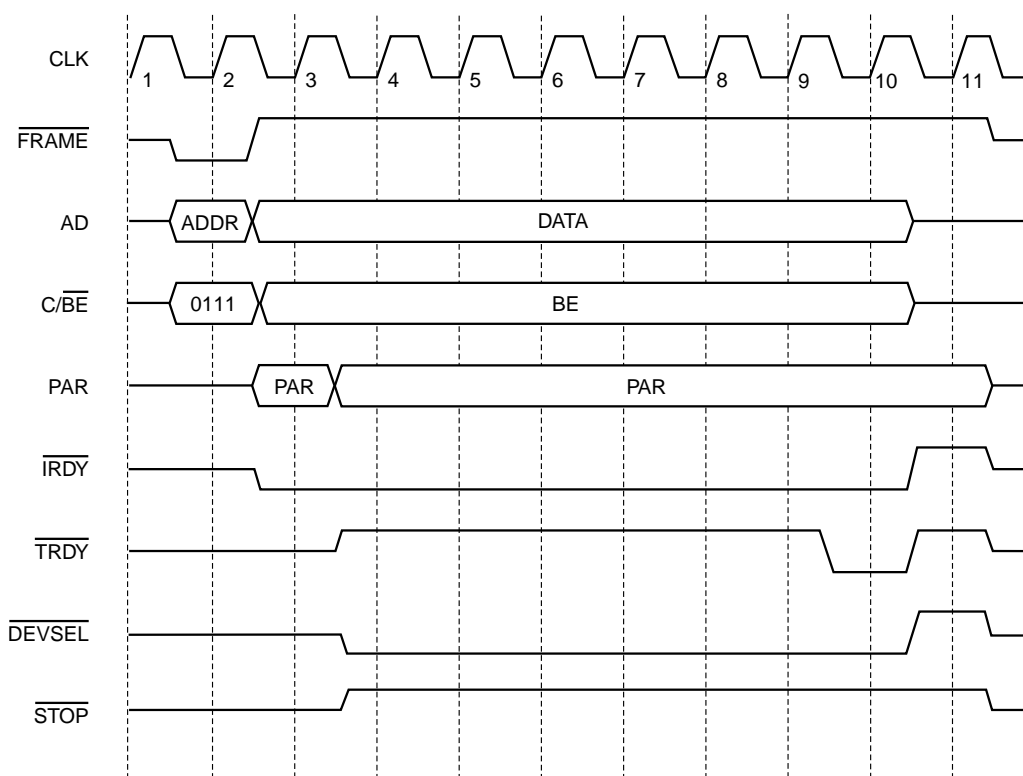 CLK
1 2 3 4 5 6 7 8 9 10 11
FRAME
AD ADDR DATA
C/BE 0111 BE
PAR PAR PAR
IRDY
TRDY
DEVSEL
STOP